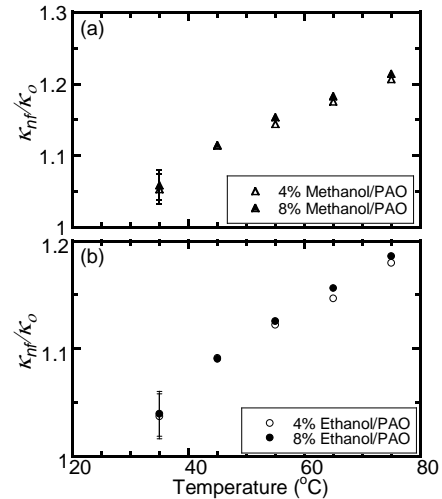 (a)
1.3
1.2
1.1
1
κnf/κo
4% Methanol/PAO
8% Methanol/PAO
(b)
1.2
1.1
1
κnf/κo
4% Ethanol/PAO
8% Ethanol/PAO
20 40 60 80
Temperature (°C)